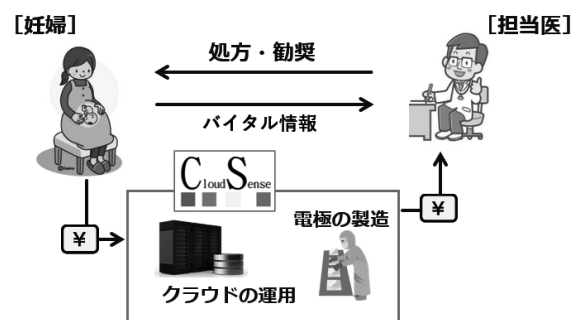 [妊婦]
[担当医]
処方・勧奨
バイタル情報
CloudSense
¥
¥
電極の製造
クラウドの運用